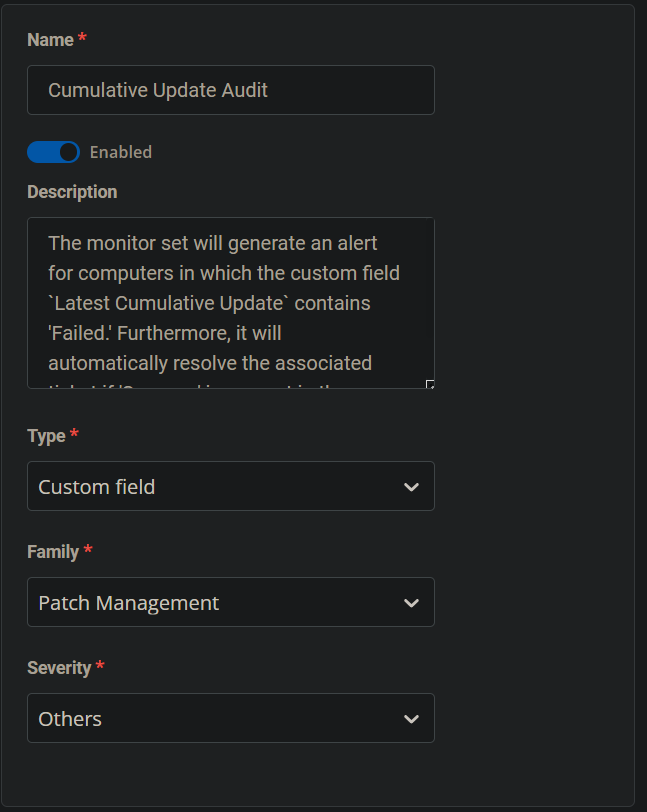 Name *
Cumulative Update Audit
Enabled
Description
The monitor set will generate an alert
for computers in which the custom field
`Latest Cumulative Update` contains
'Failed.' Furthermore, it will
automatically resolve the associated
Type *
Custom field
Family *
Patch Management
Severity *
Others